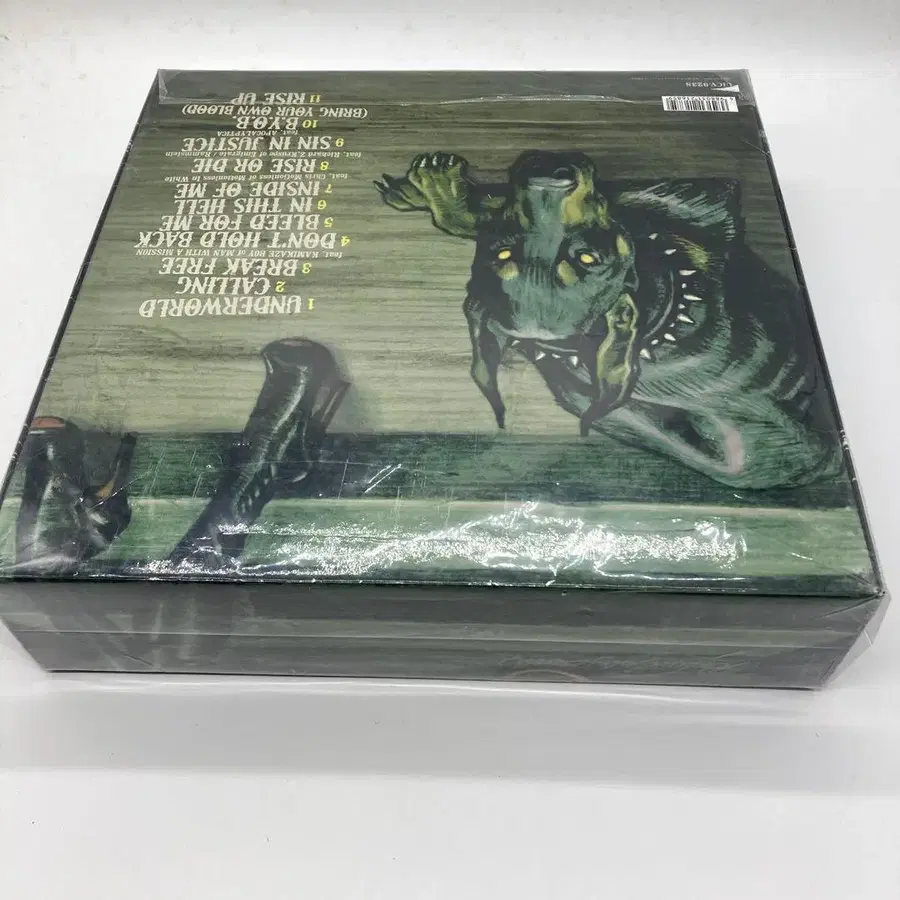 1 UNDERWORLD
2 CALLING
3 BREAK FREE
feat. KAMIKAZE BOY of MAN WITH A MISSION
4 DON'T HOLD BACK
5 BLEED FOR ME
6 IN THIS HELL
7 INSIDE OF ME
feat. Chris Motionless of Motionless In White
8 RISE OR DIE
feat. Richard Z.Kruspe of Emigrate / Rammstein
9 SIN IN JUSTICE
feat. APOCALYPTICA
10 B.Y.O.B
(BRING YOUR OWN BLOOD)
11 RISE UP
UICV-9238